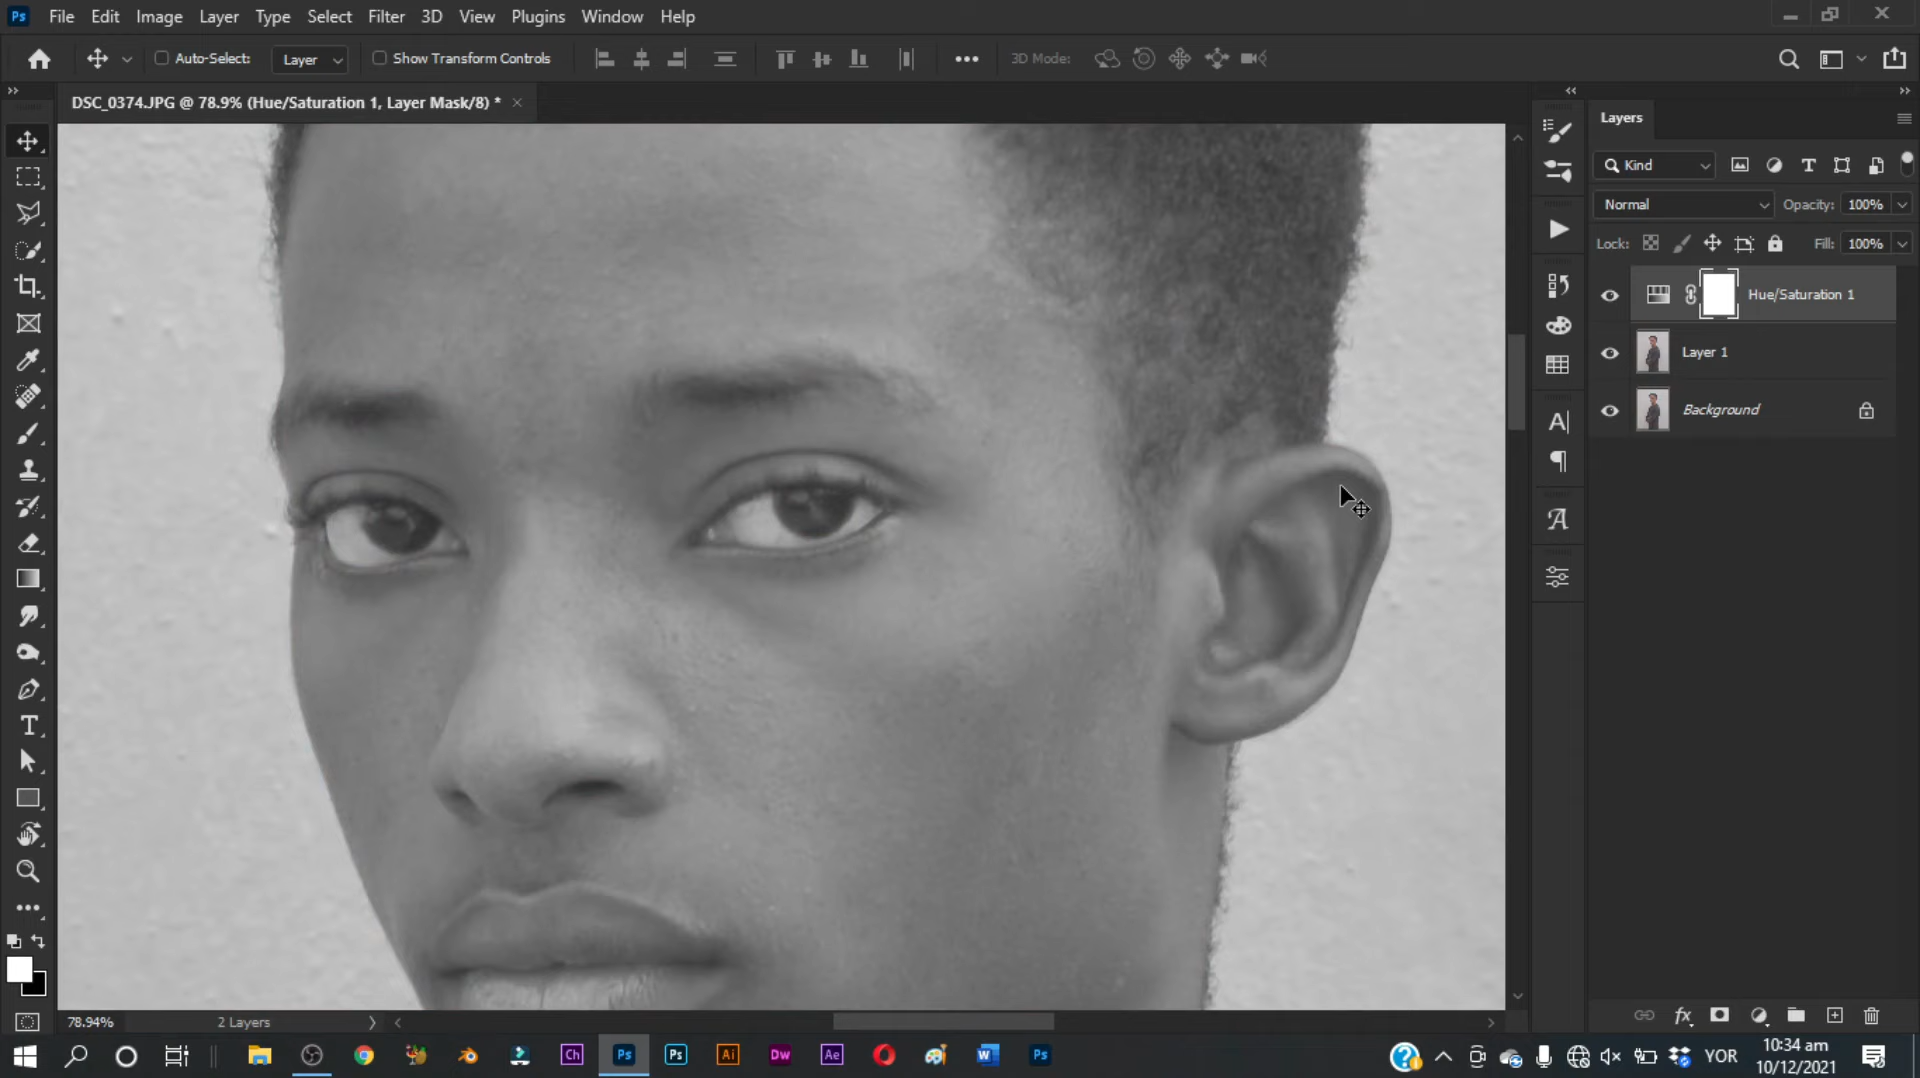 Ps File Edit Image Layer Type Select Filter 3D View Plugins Window Help
Auto-Select: Layer Show Transform Controls 3D Mode:
DSC_0374.JPG @ 78.9% (Hue/Saturation 1, Layer Mask/8) *
Layers
Kind
Normal Opacity: 100%
Lock: Fill: 100%
Hue/Saturation 1
Layer 1
Background
78.94% 2 Layers
Ch Ps Ps Ai Dw Ae Ps YOR
10:34 am
10/12/2021